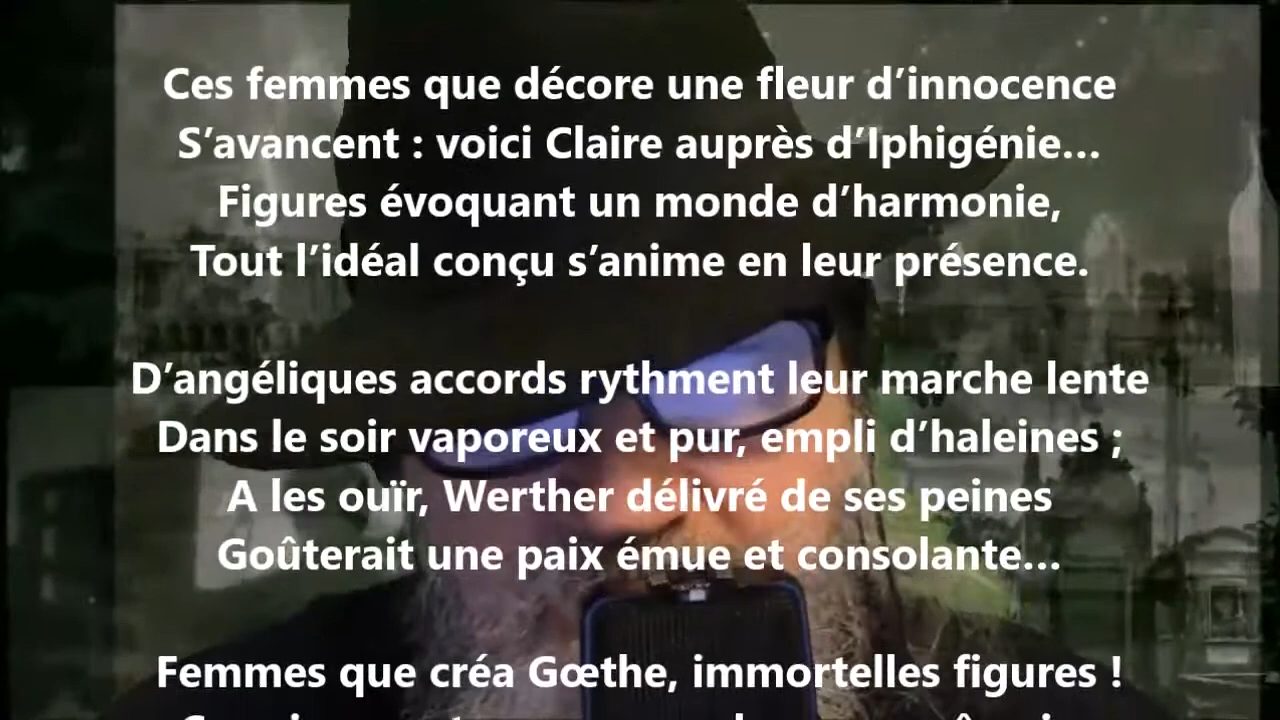 Ces femmes que décore une fleur d’innocence
S’avancent : voici Claire auprès d’Iphigénie...
Figures évoquant un monde d’harmonie,
Tout l’idéal conçu s’anime en leur présence.
D’angéliques accords rythment leur marche lente
Dans le soir vaporeux et pur, empli d’haleines ;
A les ouïr, Werther délivré de ses peines
Goûterait une paix émue et consolante...
Femmes que créa Gœthe, immortelles figures !